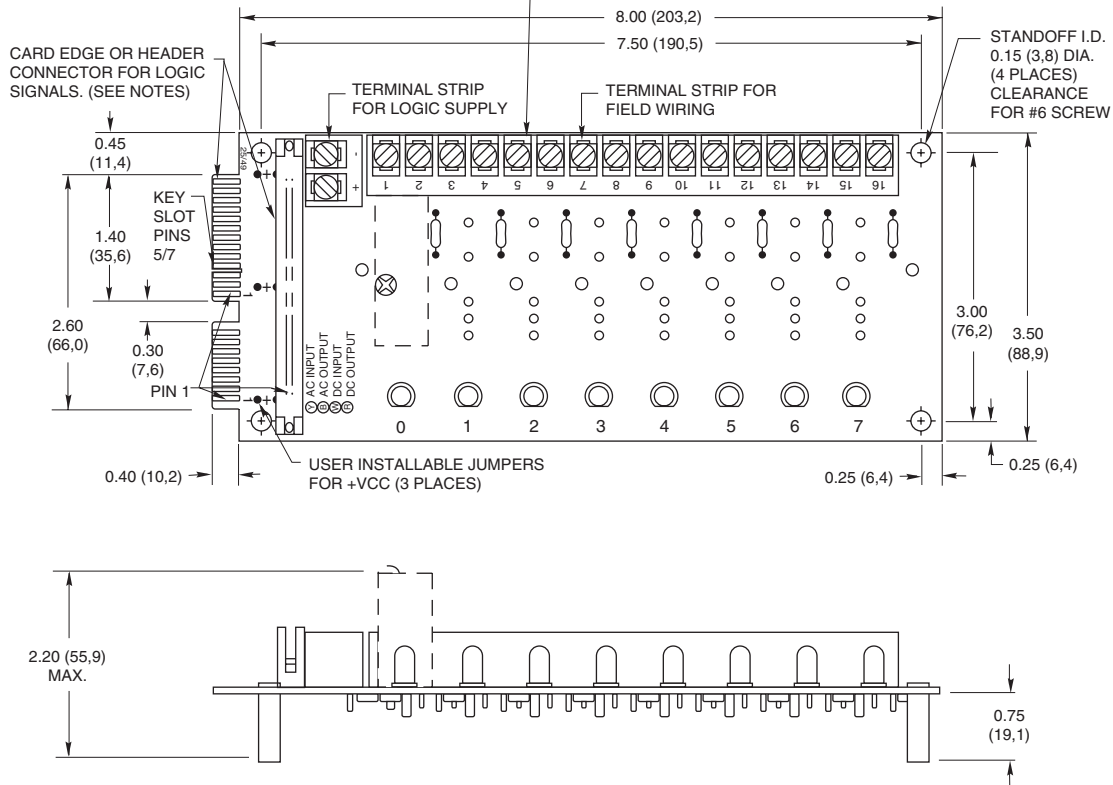 8.00 (203,2)
7.50 (190,5)
CARD EDGE OR HEADER
CONNECTOR FOR LOGIC
SIGNALS. (SEE NOTES)
TERMINAL STRIP
FOR LOGIC SUPPLY
TERMINAL STRIP FOR
FIELD WIRING
STANDOFF I.D.
0.15 (3,8) DIA.
(4 PLACES)
CLEARANCE
FOR #6 SCREW
0.45
(11,4)
25/49
-
+
1 2 3 4 5 6 7 8 9 10 11 12 13 14 15 16
KEY
SLOT
PINS
5/7
1.40
(35,6)
+
+
1
2.60
(66,0)
0.30
(7,6)
PIN 1
1
+
Y AC INPUT
B AC OUTPUT
W DC INPUT
R DC OUTPUT
0 1 2 3 4 5 6 7
3.00
(76,2)
3.50
(88,9)
0.40 (10,2)
USER INSTALLABLE JUMPERS
FOR +VCC (3 PLACES)
0.25 (6,4)
0.25 (6,4)
2.20 (55,9)
MAX.
0.75
(19,1)